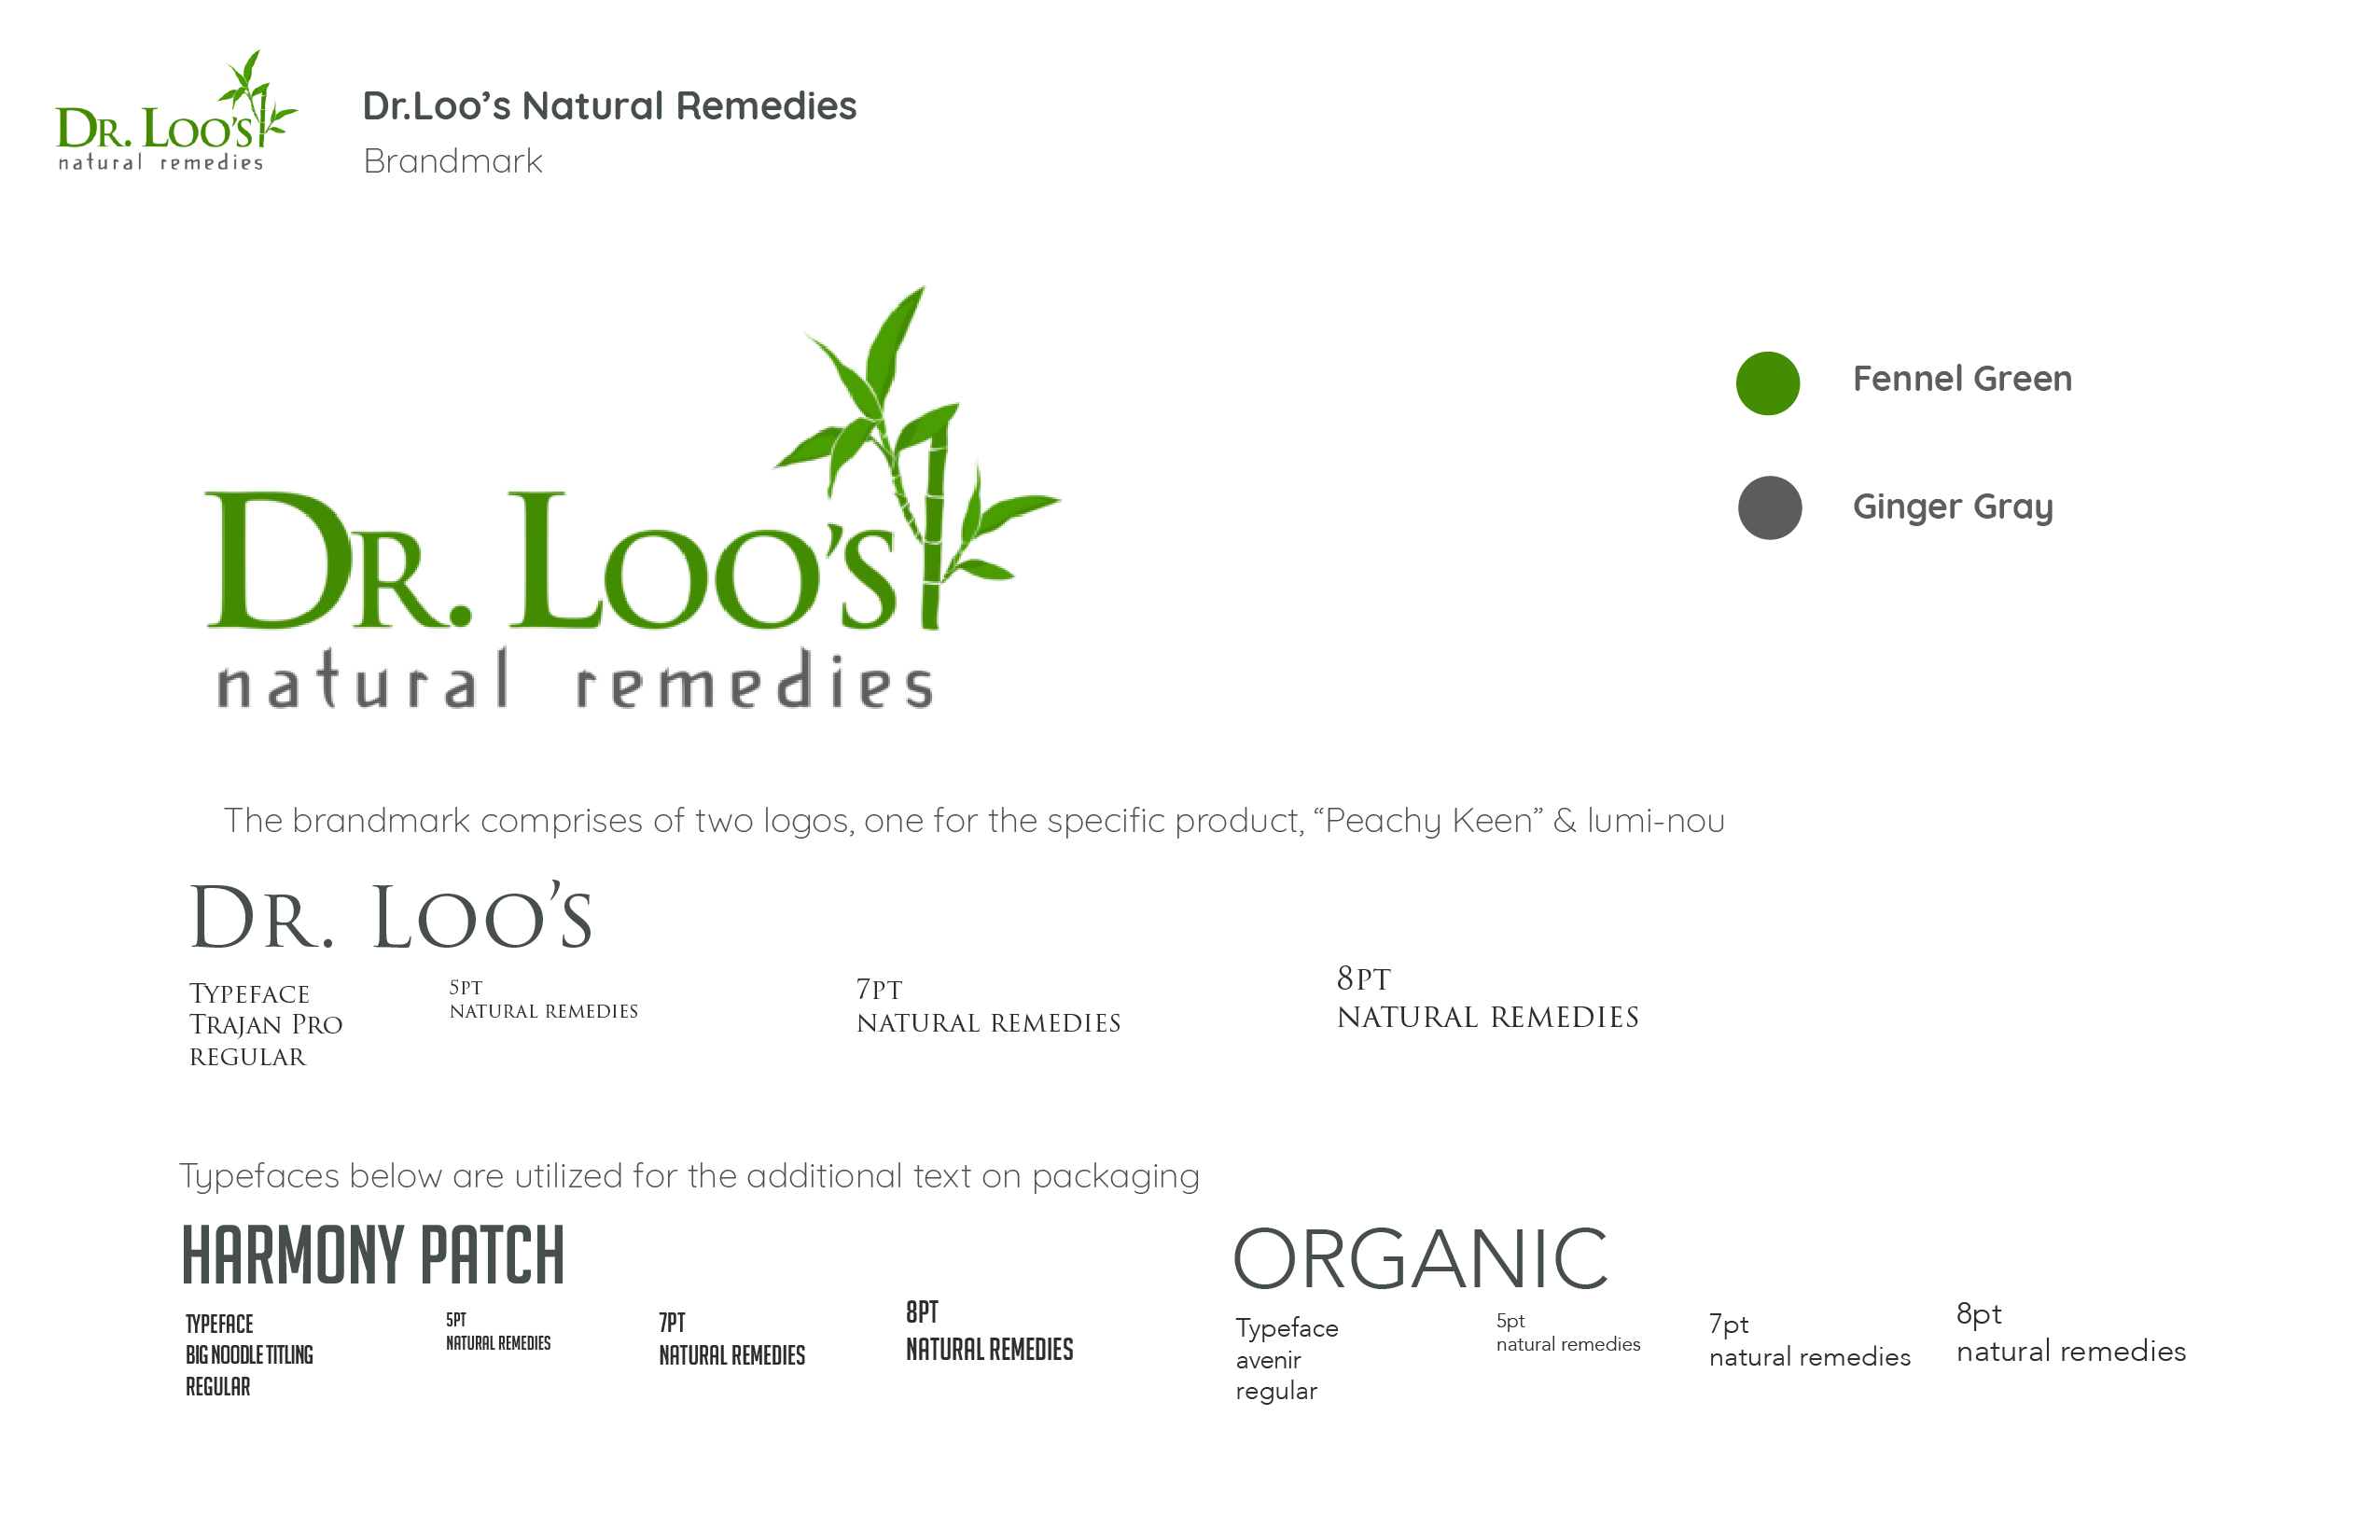 DR. LOO'S
natural remedies
Dr.Loo's Natural Remedies
Brandmark
DR. LOO'S
natural remedies
Fennel Green
Ginger Gray
The brandmark comprises of two logos, one for the specific product, “Peachy Keen” & lumi-nou
DR. LOO’S
TYPEFACE
TRAJAN PRO
REGULAR
5PT
NATURAL REMEDIES
7PT
NATURAL REMEDIES
8PT
NATURAL REMEDIES
Typefaces below are utilized for the additional text on packaging
HARMONY PATCH
TYPEFACE
BIG NOODLE TITLING
REGULAR
5PT
NATURAL REMEDIES
7PT
NATURAL REMEDIES
8PT
NATURAL REMEDIES
ORGANIC
Typeface
avenir
regular
5pt
natural remedies
7pt
natural remedies
8pt
natural remedies